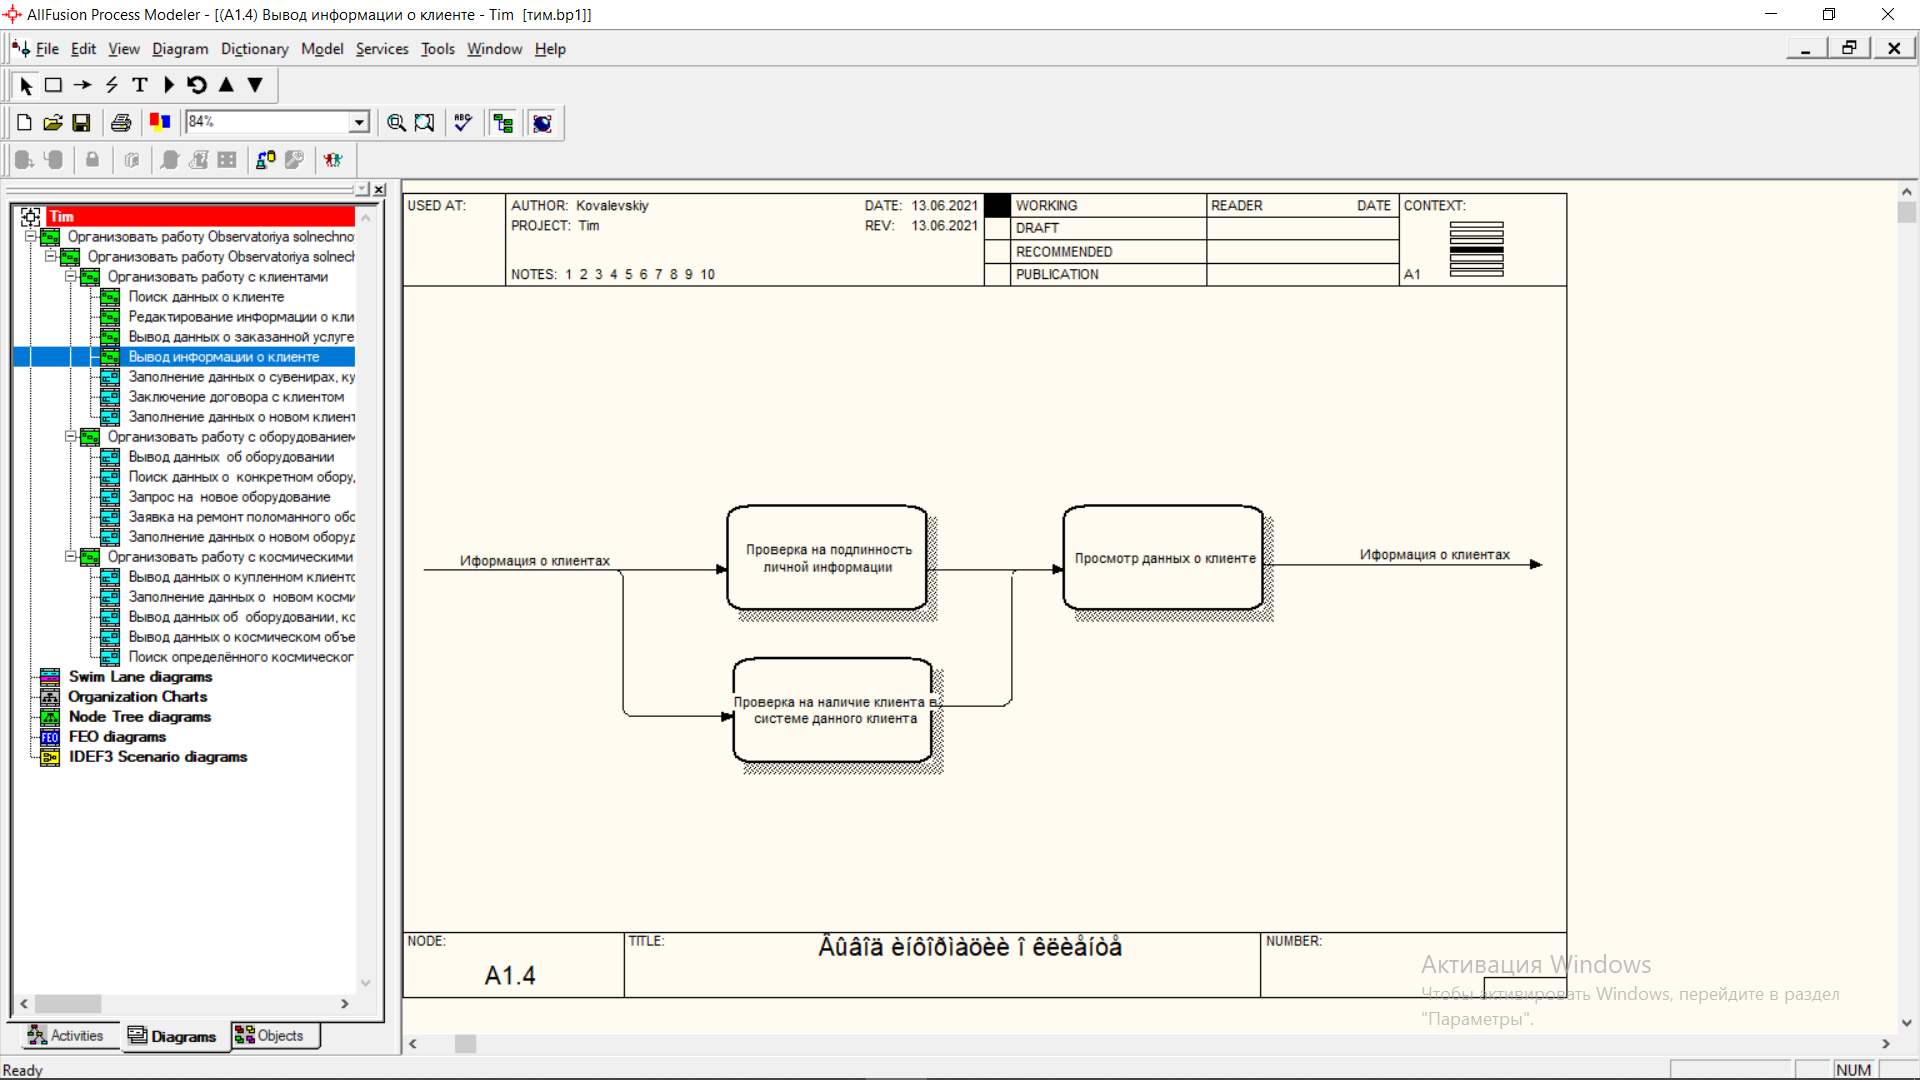 AllFusion Process Modeler - [(A1.4) Вывод информации о клиенте - Tim [тим.bp1]]
File Edit View Diagram Dictionary Model Services Tools Window Help
T
84%
ABC
Tim
Организовать работу Observatoriya solnechno
Организовать работу Observatoriya solnech
Организовать работу с клиентами
Поиск данных о клиенте
Редактирование информации о кли
Вывод данных о заказанной услуге
Вывод информации о клиенте
Заполнение данных о сувенирах, ку
Заключение договора с клиентом
Заполнение данных о новом клиент
Организовать работу с оборудованием
Вывод данных об оборудовании
Поиск данных о конкретном обору,
Запрос на новое оборудование
Заявка на ремонт поломанного обо
Заполнение данных о новом оборуд
Организовать работу с космическими
Вывод данных о купленном клиенто
Заполнение данных о новом косми
Вывод данных об оборудовании, ко
Вывод данных о космическом объе
Поиск определённого космическог
Swim Lane diagrams
Organization Charts
Node Tree diagrams
FEO FEO diagrams
IDEF3 Scenario diagrams
Activities Diagrams Objects
USED AT:
AUTHOR: Kovalevskiy
PROJECT: Tim
DATE: 13.06.2021
REV: 13.06.2021
NOTES: 1 2 3 4 5 6 7 8 9 10
WORKING
DRAFT
RECOMMENDED
PUBLICATION
READER DATE
CONTEXT:
A1
Иформация о клиентах
Проверка на подлинность
личной информации
Просмотр данных о клиенте
Иформация о клиентах
Проверка на наличие клиента в
системе данного клиента
NODE:
A1.4
TITLE:
Âûâîä èíôîðìàöèè î êëèåíòå
NUMBER:
Активация Windows
Чтобы активировать Windows, перейдите в раздел
"Параметры".
Ready
NUM